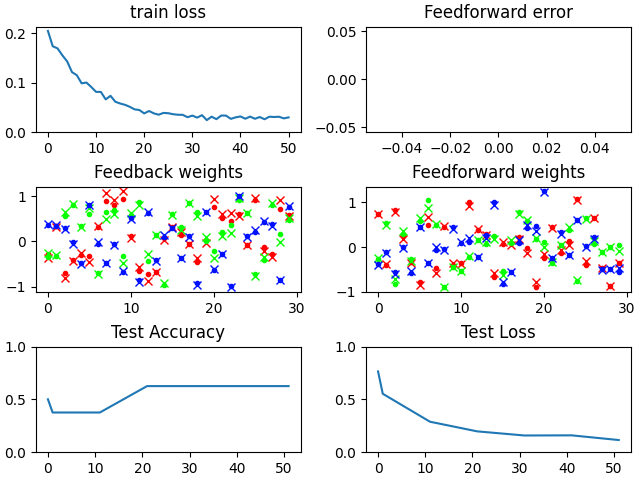 train loss
0.2
0.1
0.0
0 10 20 30 40 50
Feedforward error
0.05
0.00
−0.05
−0.04 −0.02 0.00 0.02 0.04
Feedback weights
1
0
−1
0 10 20 30
Feedforward weights
1
0
−1
0 10 20 30
Test Accuracy
1.0
0.5
0.0
0 10 20 30 40 50
Test Loss
1.0
0.5
0.0
0 10 20 30 40 50